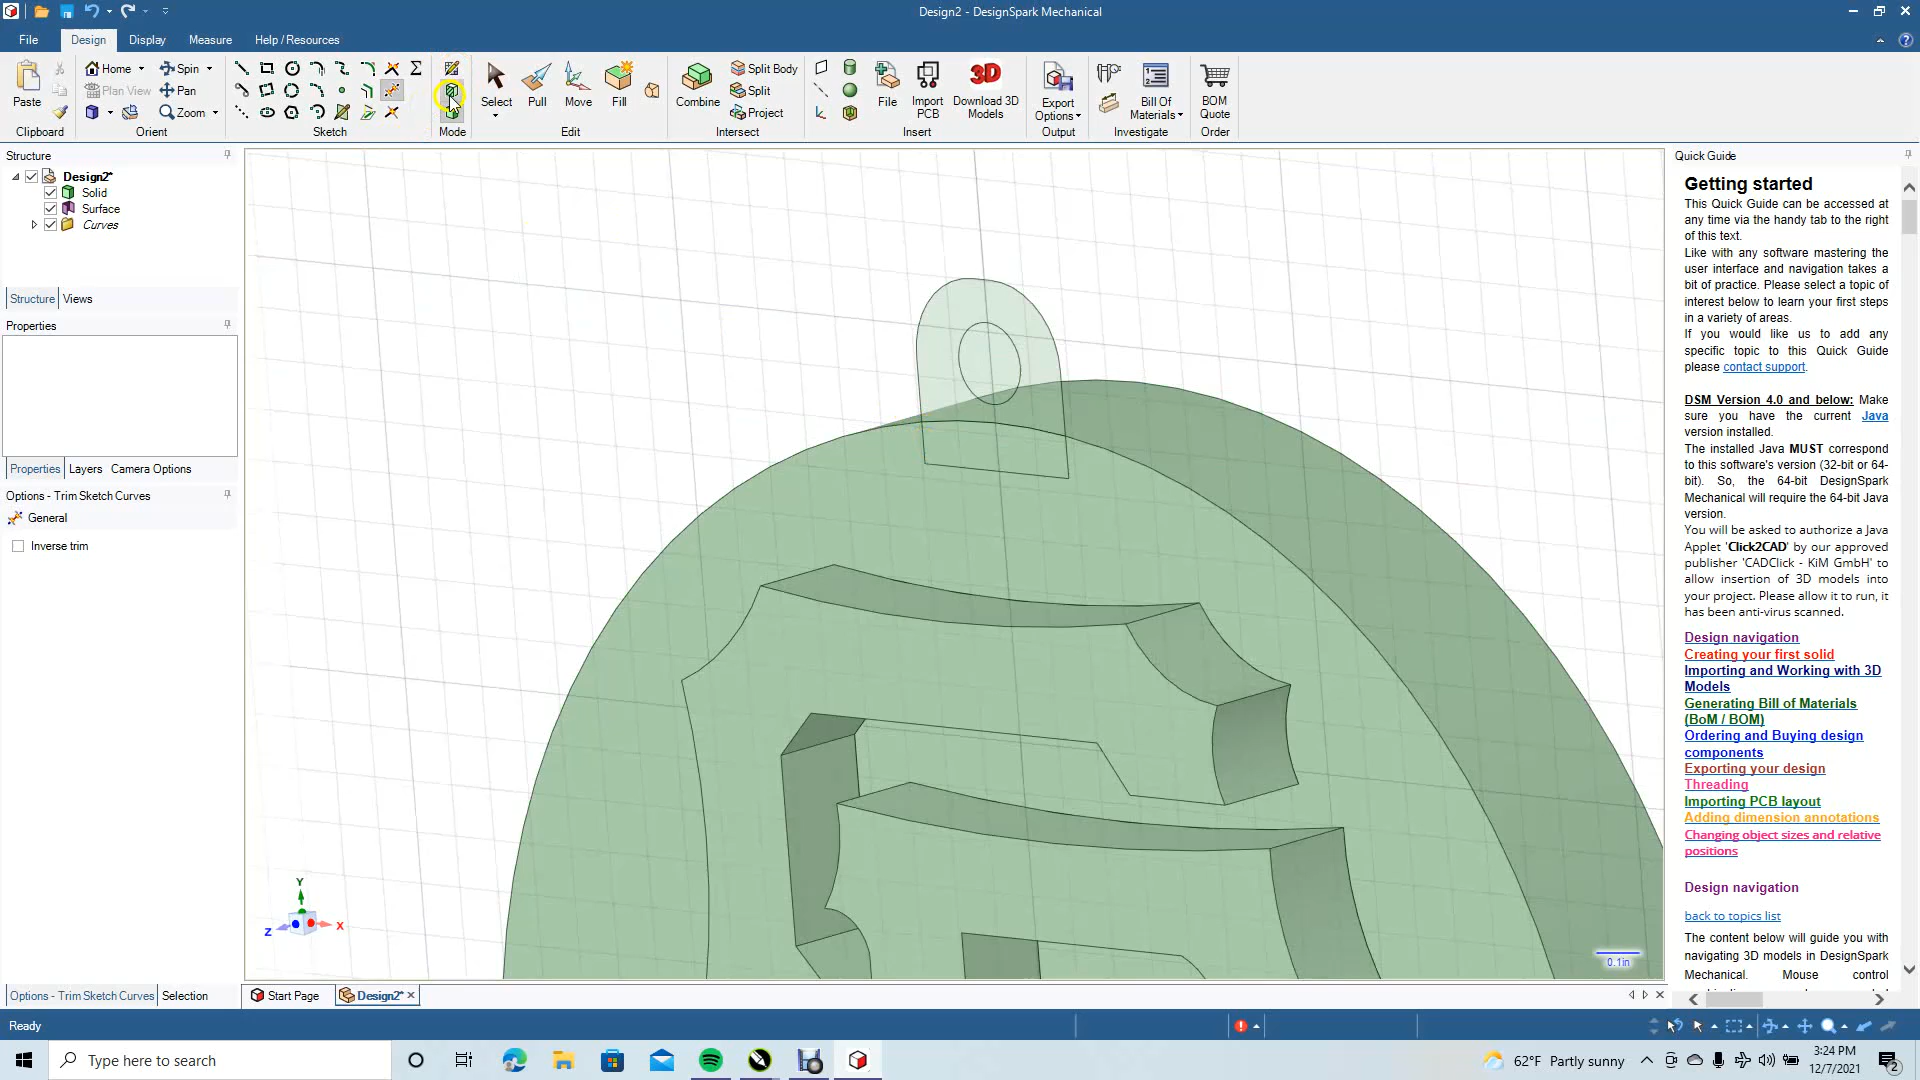 Design2 - DesignSpark Mechanical
File Design Display Measure Help / Resources
Paste
Clipboard
Home Spin
Plan View Pan
Zoom
Orient
Sketch
Mode
Select Pull Move Fill
Edit
Combine
Split Body
Split
Project
Intersect
File Import PCB Download 3D Models
Insert
Export Options
Output
Bill Of Materials
Investigate
BOM Quote
Order
Structure
Design2*
Solid
Surface
Curves
Structure Views
Properties
Properties Layers Camera Options
Options - Trim Sketch Curves
General
Inverse trim
Options - Trim Sketch Curves Selection
Y
X
Z
0.1in
Start Page Design2*
Quick Guide
Getting started
This Quick Guide can be accessed at
any time via the handy tab to the right
of this text.
Like with any software mastering the
user interface and navigation takes a
bit of practice. Please select a topic of
interest below to learn your first steps
in a variety of areas.
If you would like us to add any
specific topic to this Quick Guide
please contact support.
DSM Version 4.0 and below: Make
sure you have the current Java
version installed.
The installed Java MUST correspond
to this software's version (32-bit or 64-
bit). So, the 64-bit DesignSpark
Mechanical will require the 64-bit Java
version.
You will be asked to authorize a Java
Applet 'Click2CAD' by our approved
publisher 'CADClick - KiM GmbH' to
allow insertion of 3D models into
your project. Please allow it to run, it
has been anti-virus scanned.
Design navigation
Creating your first solid
Importing and Working with 3D
Models
Generating Bill of Materials
(BoM / BOM)
Ordering and Buying design
components
Exporting your design
Threading
Importing PCB layout
Adding dimension annotations
Changing object sizes and relative
positions
Design navigation
back to topics list
The content below will guide you with
navigating 3D models in DesignSpark
Mechanical. Mouse control
Ready
Type here to search
62°F Partly sunny
3:24 PM
12/7/2021
2